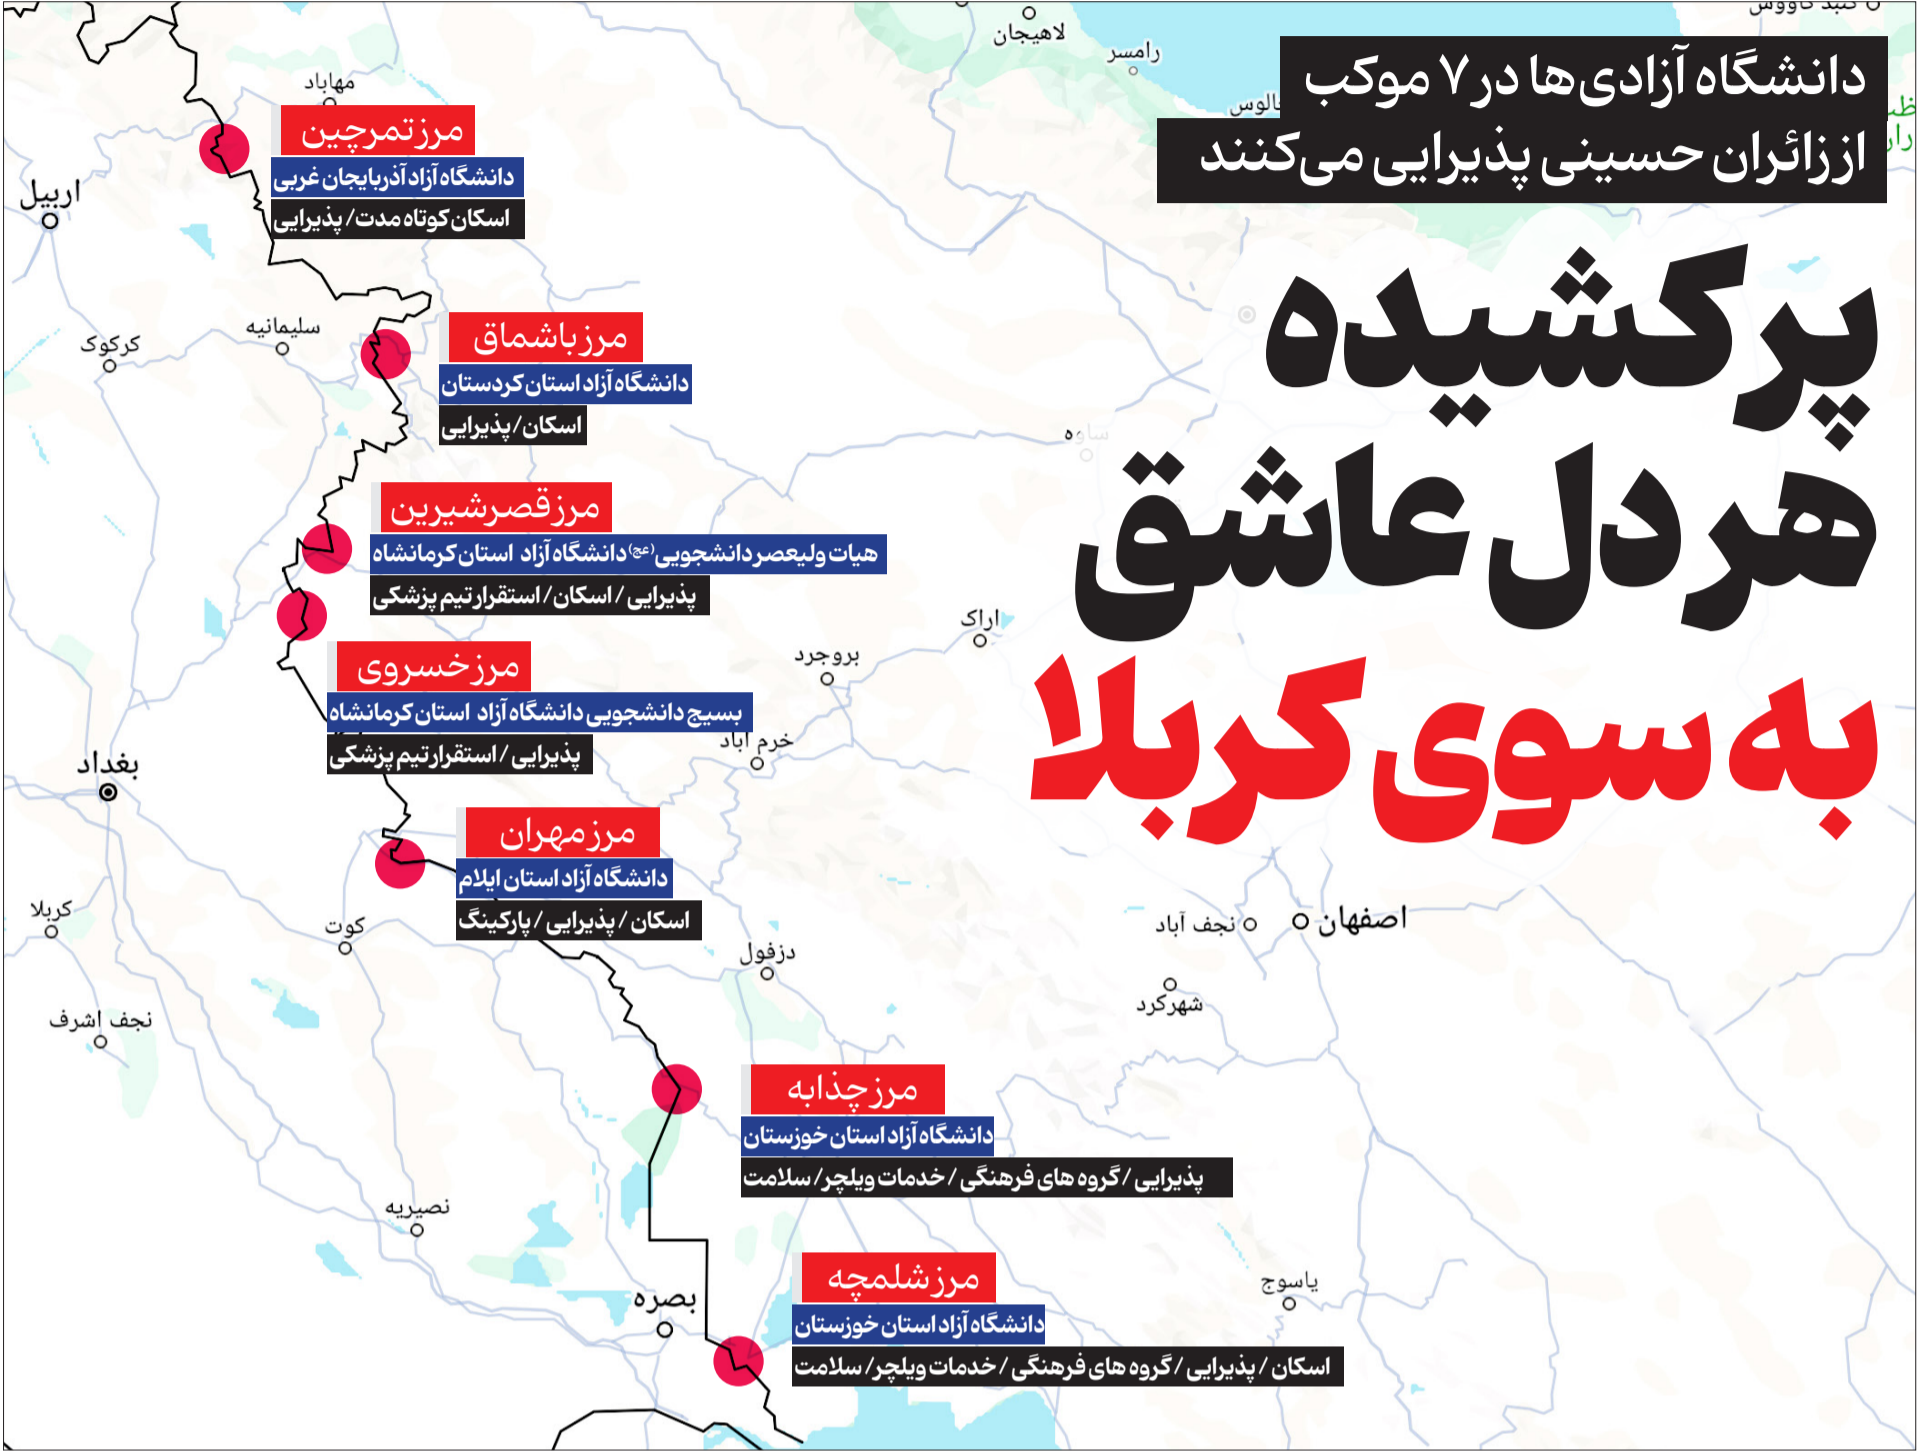 دانشگاه آزادی‌ها در ۷ موکب
از زائران حسینی پذیرایی می‌کنند
پر کشیده
هر دل عاشق
به سوی کربلا
مرز تمرچین
دانشگاه آزاد آذربایجان غربی
اسکان کوتاه مدت / پذیرایی
مرز باشماق
دانشگاه آزاد استان کردستان
اسکان / پذیرایی
مرز قصرشیرین
هیات ولیعصر دانشجویی (عج) دانشگاه آزاد استان کرمانشاه
پذیرایی / اسکان / استقرار تیم پزشکی
مرز خسروی
بسیج دانشجویی دانشگاه آزاد استان کرمانشاه
پذیرایی / استقرار تیم پزشکی
مرز مهران
دانشگاه آزاد استان ایلام
اسکان / پذیرایی / پارکینگ
مرز چذابه
دانشگاه آزاد استان خوزستان
پذیرایی / گروه های فرهنگی / خدمات ویلچر / سلامت
مرز شلمچه
دانشگاه آزاد استان خوزستان
اسکان / پذیرایی / گروه های فرهنگی / خدمات ویلچر / سلامت
لاهیجان
رامسر
مهاباد
اربیل
سلیمانیه
کرکوک
ساوه
اراک
بروجرد
خرم آباد
بغداد
کربلا
کوت
دزفول
نجف آباد
اصفهان
شهرکرد
نجف اشرف
نصیریه
بصره
یاسوج